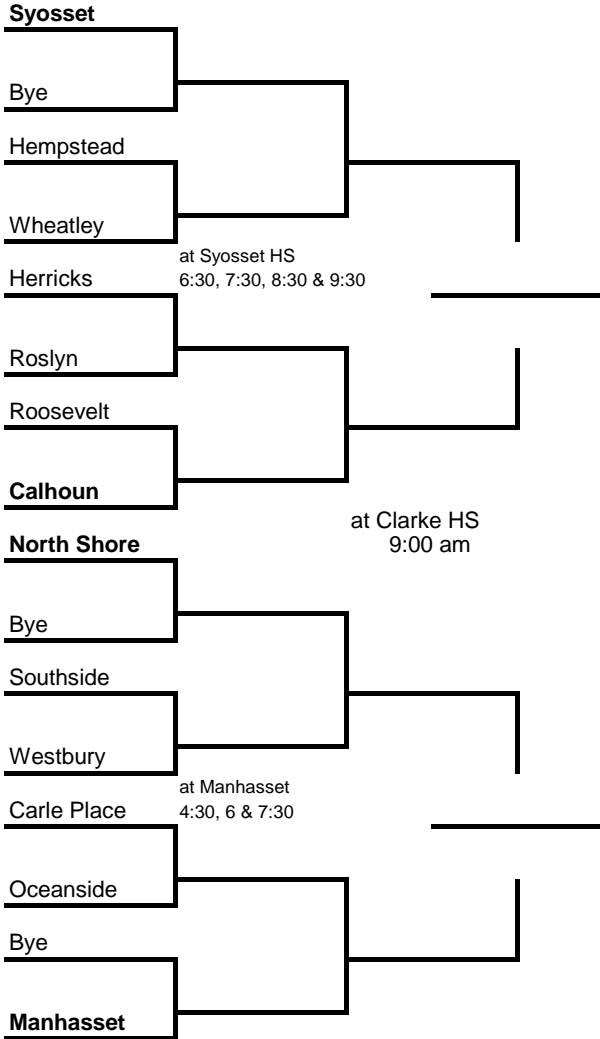 Syosset
Bye
Hempstead
Wheatley
at Syosset HS
Herricks
6:30, 7:30, 8:30 & 9:30
Roslyn
Roosevelt
Calhoun
at Clarke HS
North Shore
9:00 am
Bye
Southside
Westbury
at Manhasset
Carle Place
4:30, 6 & 7:30
Oceanside
Bye
Manhasset